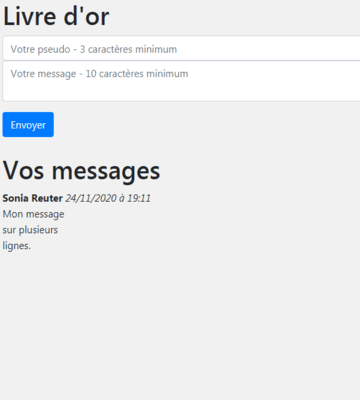 Livre d'or
Votre pseudo - 3 caractères minimum
Votre message - 10 caractères minimum
Envoyer
Vos messages
Sonia Reuter 24/11/2020 à 19:11
Mon message
sur plusieurs
lignes.